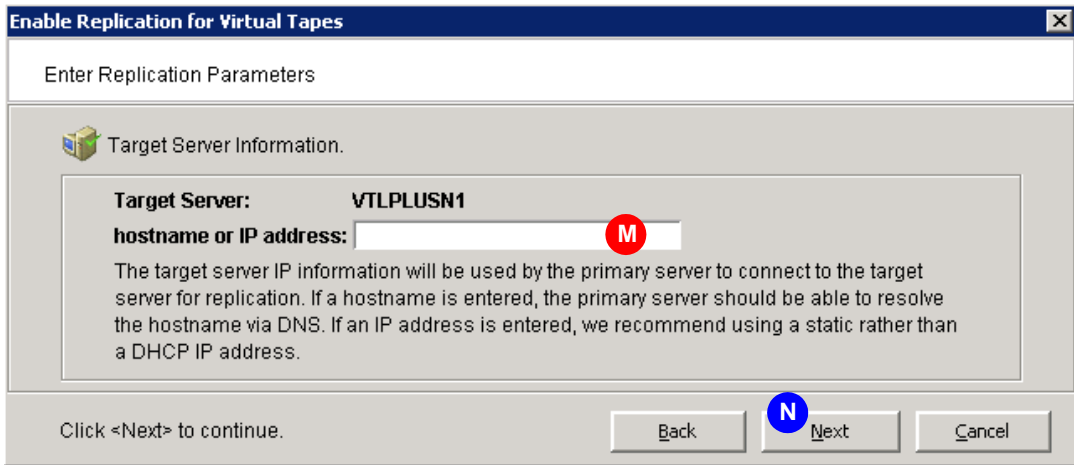 Enable Replication for Virtual Tapes
Enter Replication Parameters
Target Server Information.
Target Server: VTLPLUSN1
hostname or IP address:
M
The target server IP information will be used by the primary server to connect to the target
server for replication. If a hostname is entered, the primary server should be able to resolve
the hostname via DNS. If an IP address is entered, we recommend using a static rather than
a DHCP IP address.
Click <Next> to continue.
Back
N
Next
Cancel